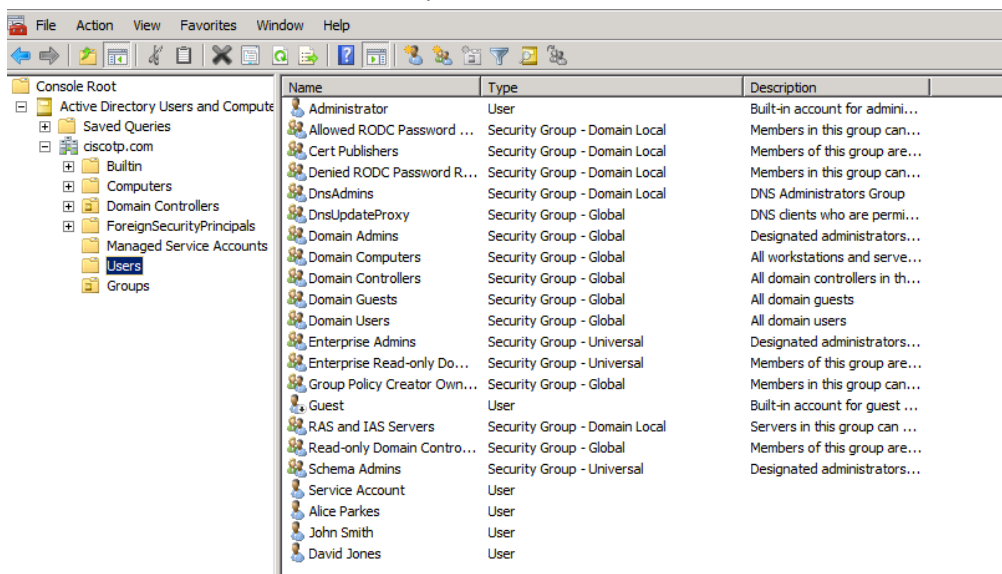 File Action View Favorites Window Help
Console Root
Active Directory Users and Compute
Saved Queries
ciscotp.com
Builtin
Computers
Domain Controllers
ForeignSecurityPrincipals
Managed Service Accounts
Users
Groups
Name Type Description
Administrator User Built-in account for admini...
Allowed RODC Password ... Security Group - Domain Local Members in this group can...
Cert Publishers Security Group - Domain Local Members of this group are...
Denied RODC Password R... Security Group - Domain Local Members in this group can...
DnsAdmins Security Group - Domain Local DNS Administrators Group
DnsUpdateProxy Security Group - Global DNS clients who are permi...
Domain Admins Security Group - Global Designated administrators...
Domain Computers Security Group - Global All workstations and serve...
Domain Controllers Security Group - Global All domain controllers in th...
Domain Guests Security Group - Global All domain guests
Domain Users Security Group - Global All domain users
Enterprise Admins Security Group - Universal Designated administrators...
Enterprise Read-only Do... Security Group - Universal Members of this group are...
Group Policy Creator Own... Security Group - Global Members in this group can...
Guest User Built-in account for guest ...
RAS and IAS Servers Security Group - Domain Local Servers in this group can ...
Read-only Domain Contro... Security Group - Global Members of this group are...
Schema Admins Security Group - Universal Designated administrators...
Service Account User
Alice Parkes User
John Smith User
David Jones User